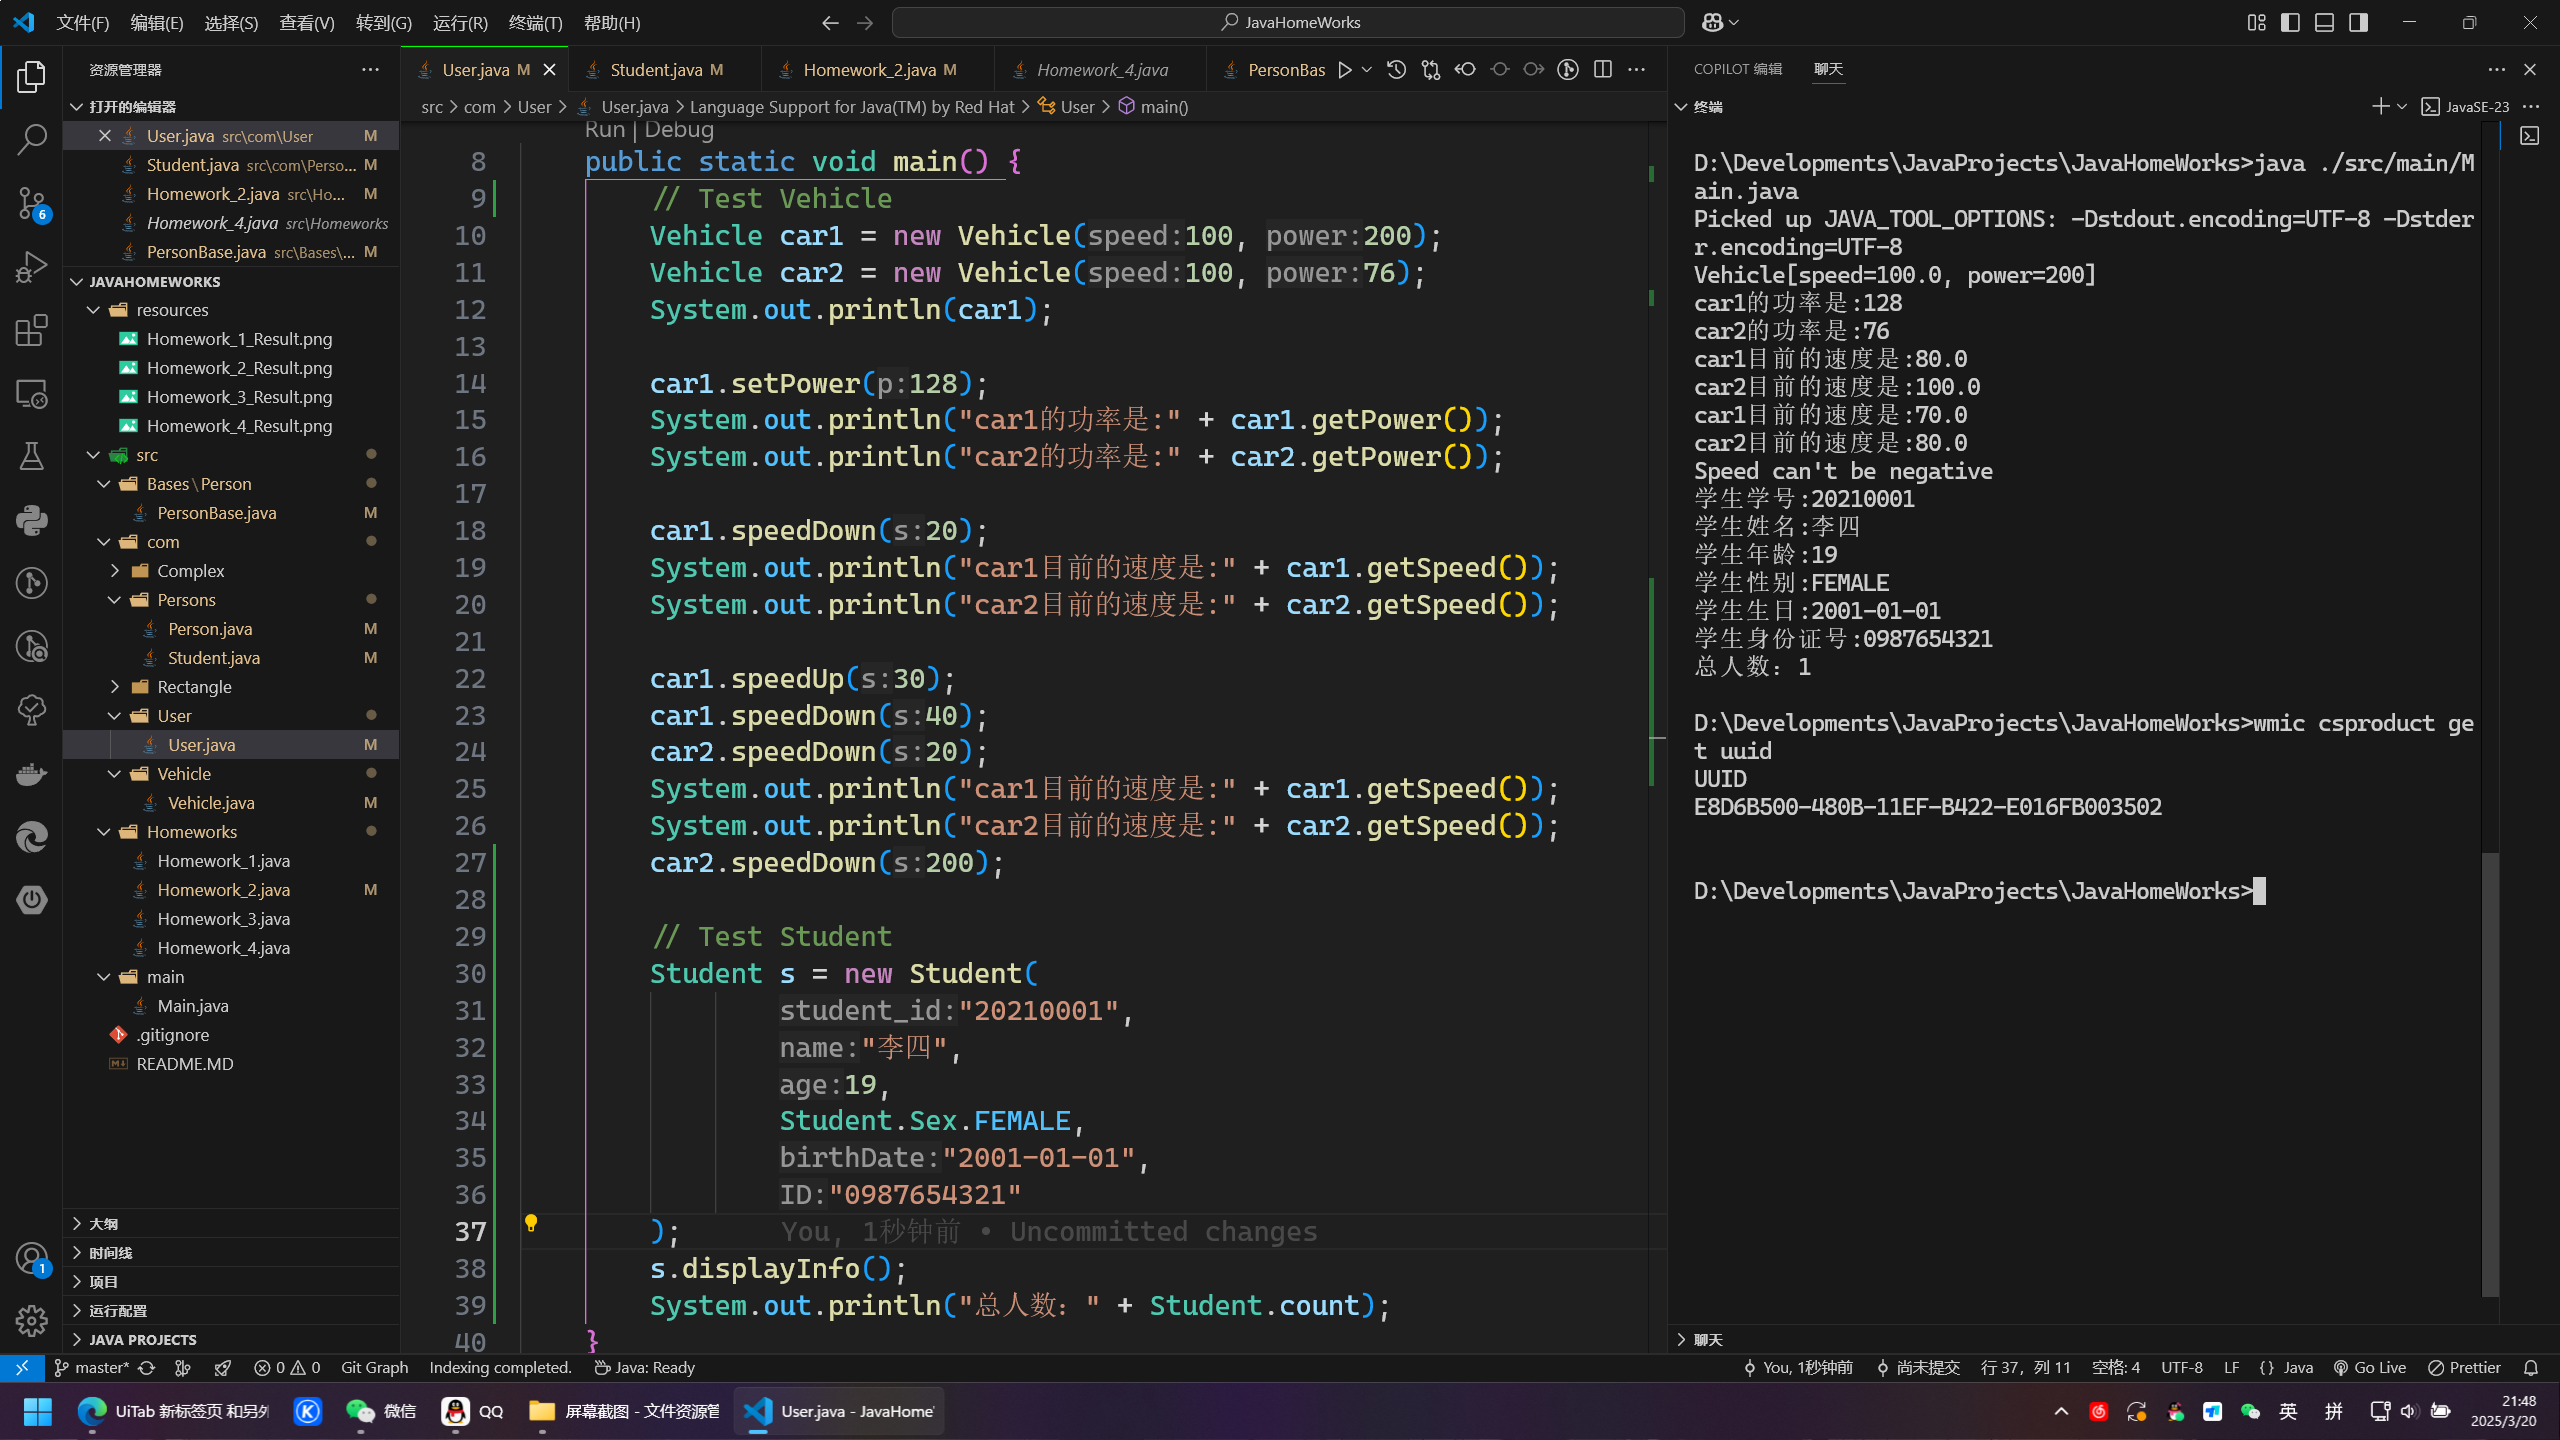 文件(F) 编辑(E) 选择(S) 查看(V) 转到(G) 运行(R) 终端(T) 帮助(H) JavaHomeWorks
资源管理器
打开的编辑器
User.java src\com\User M
Student.java src\com\Perso... M
Homework_2.java src\Ho... M
Homework_4.java src\Homeworks
PersonBase.java src\Bases\... M
JAVAHOMEWORKS
resources
Homework_1_Result.png
Homework_2_Result.png
Homework_3_Result.png
Homework_4_Result.png
src
Bases\Person
PersonBase.java M
com
Complex
Persons
Person.java M
Student.java M
Rectangle
User
User.java M
Vehicle
Vehicle.java M
Homeworks
Homework_1.java
Homework_2.java M
Homework_3.java
Homework_4.java
main
Main.java
.gitignore
README.MD
大纲
时间线
项目
运行配置
JAVA PROJECTS
6
1
User.java M Student.java M Homework_2.java M Homework_4.java PersonBas
src > com > User > User.java > Language Support for Java(TM) by Red Hat > User > main()
Run | Debug
8 public static void main() {
9 // Test Vehicle
10 Vehicle car1 = new Vehicle(speed:100, power:200);
11 Vehicle car2 = new Vehicle(speed:100, power:76);
12 System.out.println(car1);
13
14 car1.setPower(p:128);
15 System.out.println("car1的功率是:" + car1.getPower());
16 System.out.println("car2的功率是:" + car2.getPower());
17
18 car1.speedDown(s:20);
19 System.out.println("car1目前的速度是:" + car1.getSpeed());
20 System.out.println("car2目前的速度是:" + car2.getSpeed());
21
22 car1.speedUp(s:30);
23 car1.speedDown(s:40);
24 car2.speedDown(s:20);
25 System.out.println("car1目前的速度是:" + car1.getSpeed());
26 System.out.println("car2目前的速度是:" + car2.getSpeed());
27 car2.speedDown(s:200);
28
29 // Test Student
30 Student s = new Student(
31 student_id:"20210001",
32 name:"李四",
33 age:19,
34 Student.Sex.FEMALE,
35 birthDate:"2001-01-01",
36 ID:"0987654321"
37 ); You, 1秒钟前 • Uncommitted changes
38 s.displayInfo();
39 System.out.println("总人数: " + Student.count);
40 }
COPILOT 编辑 聊天
终端 JavaSE-23
D:\Developments\JavaProjects\JavaHomeWorks>java ./src/main/M
ain.java
Picked up JAVA_TOOL_OPTIONS: -Dstdout.encoding=UTF-8 -Dstder
r.encoding=UTF-8
Vehicle[speed=100.0, power=200]
car1的功率是:128
car2的功率是:76
car1目前的速度是:80.0
car2目前的速度是:100.0
car1目前的速度是:70.0
car2目前的速度是:80.0
Speed can't be negative
学生学号:20210001
学生姓名:李四
学生年龄:19
学生性别:FEMALE
学生生日:2001-01-01
学生身份证号:0987654321
总人数: 1
D:\Developments\JavaProjects\JavaHomeWorks>wmic csproduct ge
t uuid
UUID
E8D6B500-480B-11EF-B422-E016FB003502
D:\Developments\JavaProjects\JavaHomeWorks>
聊天
master* 0 0 Git Graph Indexing completed. Java: Ready You, 1秒钟前 尚未提交 行 37, 列 11 空格: 4 UTF-8 LF {} Java Go Live Prettier
UiTab 新标签页 和另外 微信 QQ 屏幕截图 - 文件资源管 User.java - JavaHome 英 拼 21:48
2025/3/20